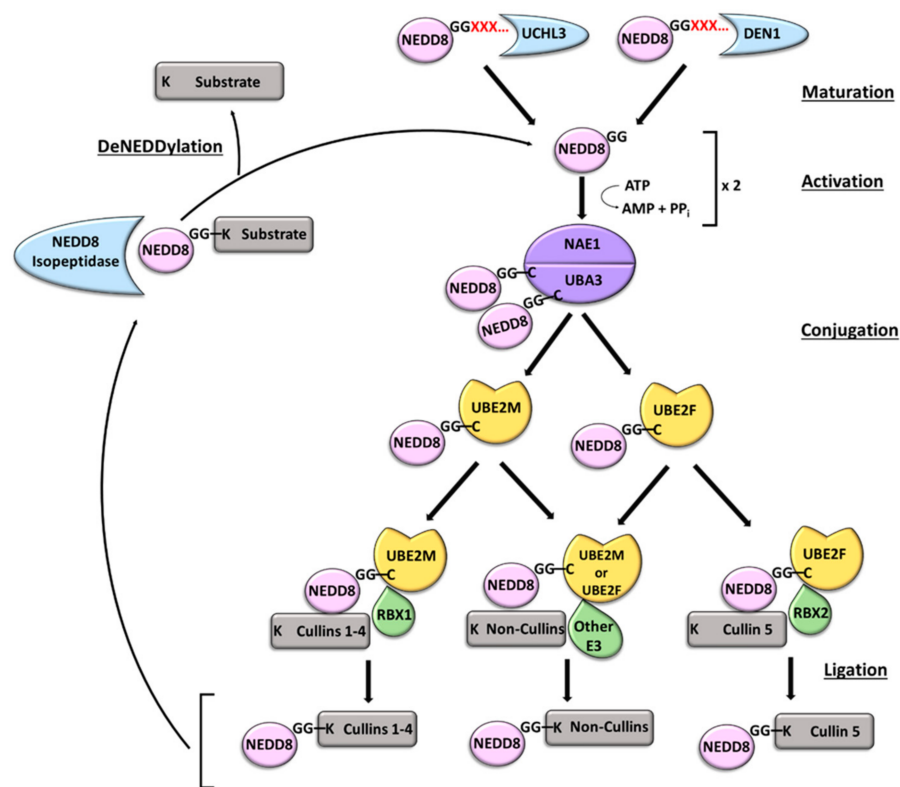 NEDD8 GGXXX... UCHL3
NEDD8 GGXXX... DEN1
Maturation
K Substrate
DeNEDDylation
NEDD8 GG
x 2
Activation
ATP
AMP + PPi
NEDD8
Isopeptidase
NEDD8 GG K Substrate
NAE1
UBA3
NEDD8 GG C
NEDD8 GG C
Conjugation
NEDD8 GG C UBE2M
NEDD8 GG C UBE2F
UBE2M
NEDD8 GG C
RBX1
K Cullins 1-4
UBE2M
or
UBE2F
NEDD8 GG C
K Non-Cullins
Other
E3
UBE2F
NEDD8 GG C
RBX2
K Cullin 5
Ligation
NEDD8 GG K Cullins 1-4
NEDD8 GG K Non-Cullins
NEDD8 GG K Cullin 5